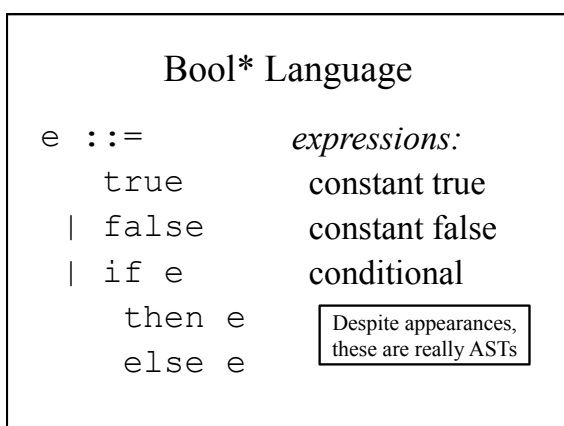 Bool* Language
e ::= expressions:
true constant true
| false constant false
| if e conditional
then e
else e
Despite appearances,
these are really ASTs